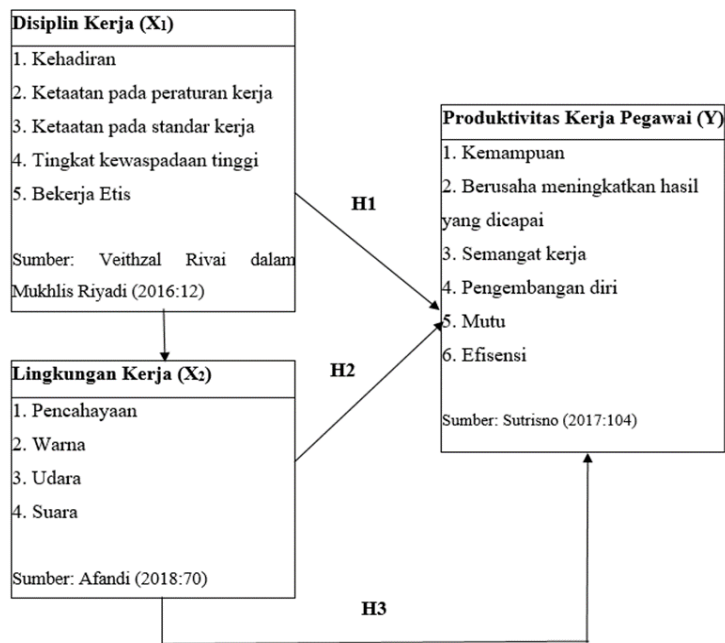 Disiplin Kerja (X₁)
1. Kehadiran
2. Ketaatan pada peraturan kerja
3. Ketaatan pada standar kerja
4. Tingkat kewaspadaan tinggi
5. Bekerja Etis
Sumber: Veithzal Rivai dalam
Mukhlis Riyadi (2016:12)
H1
Produktivitas Kerja Pegawai (Y)
1. Kemampuan
2. Berusaha meningkatkan hasil
yang dicapai
3. Semangat kerja
4. Pengembangan diri
5. Mutu
6. Efisensi
Sumber: Sutrisno (2017:104)
H2
Lingkungan Kerja (X₂)
1. Pencahayaan
2. Warna
3. Udara
4. Suara
Sumber: Afandi (2018:70)
H3